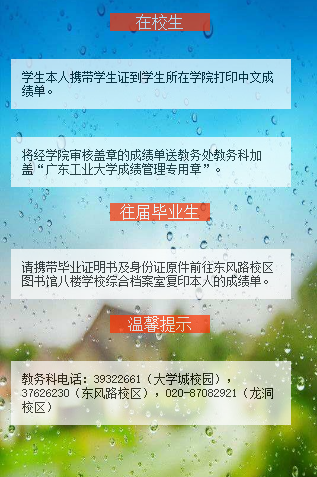 在校生
学生本人携带学生证到学生所在学院打印中文成
绩单。
将经学院审核盖章的成绩单送教务处教务科加
盖“广东工业大学成绩管理专用章”。
往届毕业生
请携带毕业证明书及身份证原件前往东风路校区
图书馆八楼学校综合档案室复印本人的成绩单。
温馨提示
教务科电话：39322661（大学城校园），
37626230（东风路校区），020-87082921（龙洞
校区）